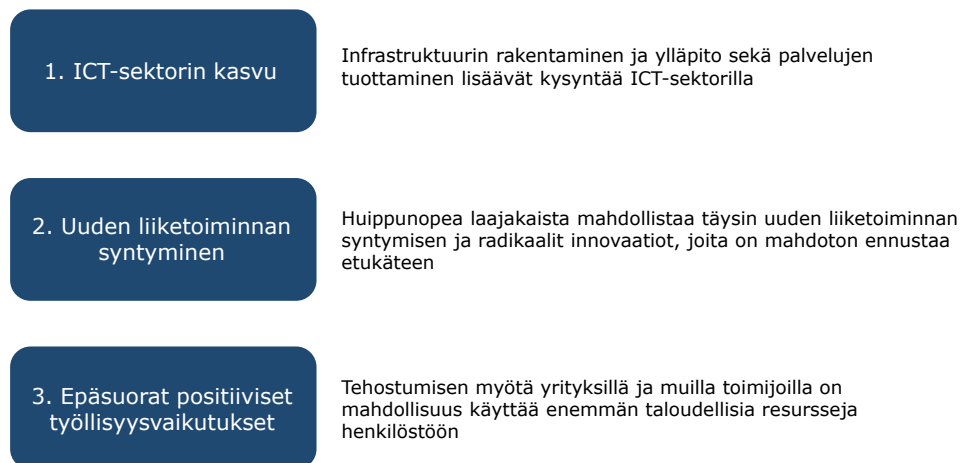 1. ICT-sektorin kasvu
Infrastruktuurin rakentaminen ja ylläpito sekä palvelujen
tuottaminen lisäävät kysyntää ICT-sektorilla
2. Uuden liiketoiminnan
syntyminen
Huippunopea laajakaista mahdollistaa täysin uuden liiketoiminnan
syntymisen ja radikaalit innovaatiot, joita on mahdoton ennustaa
etukäteen
3. Epäsuorat positiiviset
työllisyysvaikutukset
Tehostumisen myötä yrityksillä ja muilla toimijoilla on
mahdollisuus käyttää enemmän taloudellisia resursseja
henkilöstöön